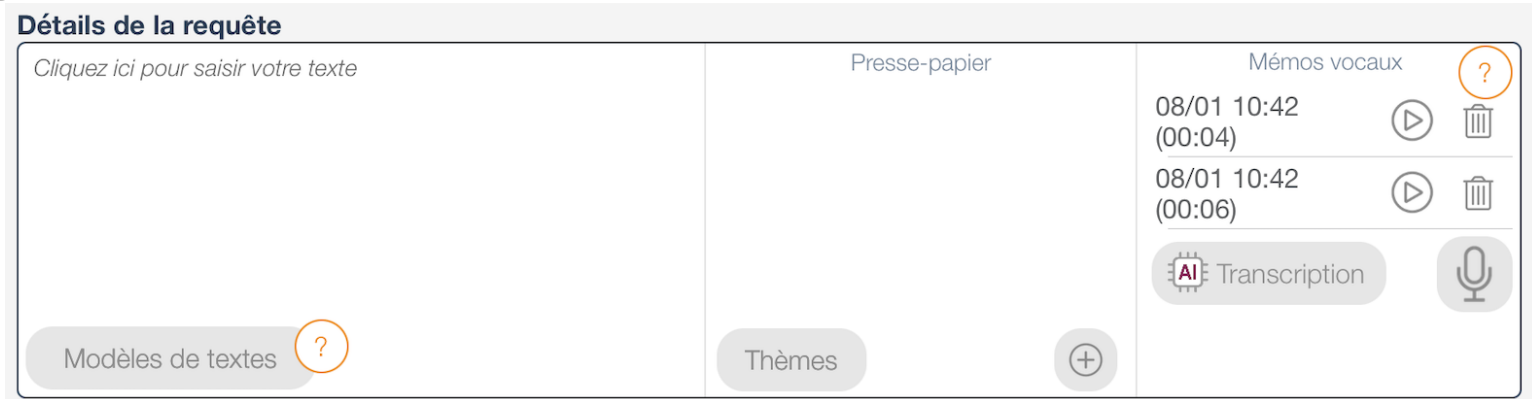 Détails de la requête
Cliquez ici pour saisir votre texte
Modèles de textes
?
Presse-papier
Thèmes
Mémos vocaux
?
08/01 10:42
(00:04)
08/01 10:42
(00:06)
AI Transcription